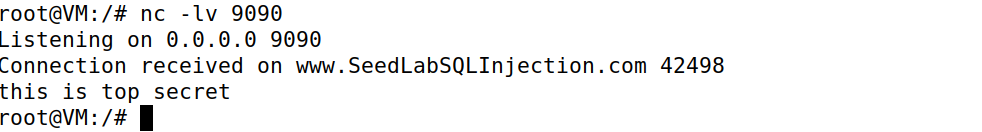 root@VM:/# nc -lv 9090
Listening on 0.0.0.0 9090
Connection received on www.SeedLabSQLInjection.com 42498
this is top secret
root@VM:/#